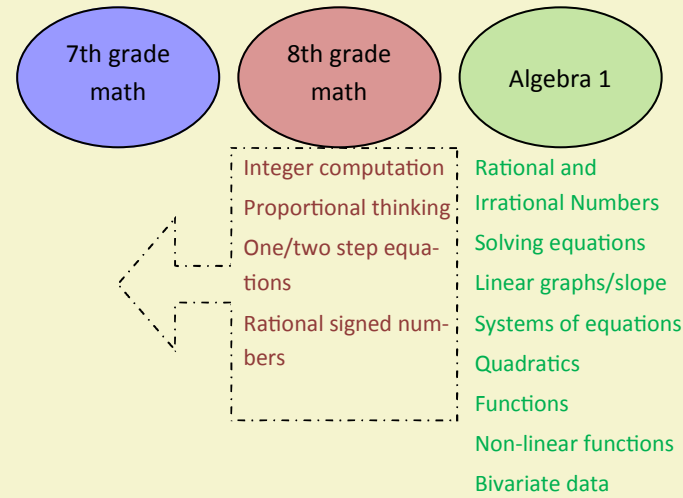 7th grade
math
8th grade
math
Algebra 1
Integer computation
Proportional thinking
One/two step equa-
tions
Rational signed num-
bers
Rational and
Irrational Numbers
Solving equations
Linear graphs/slope
Systems of equations
Quadratics
Functions
Non-linear functions
Bivariate data